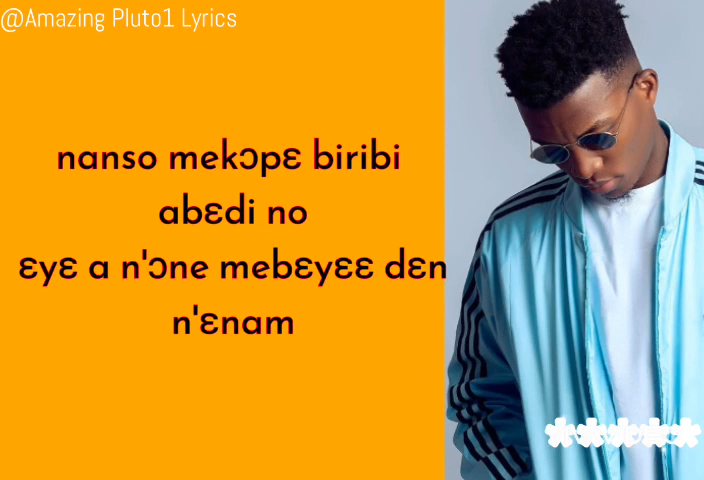 @Amazing Pluto1 Lyrics
nanso mekɔpɛ biribi
abɛdi no
ɛyɛ a n'ɔne mebɛyɛɛ dɛn
n'ɛnam
*****